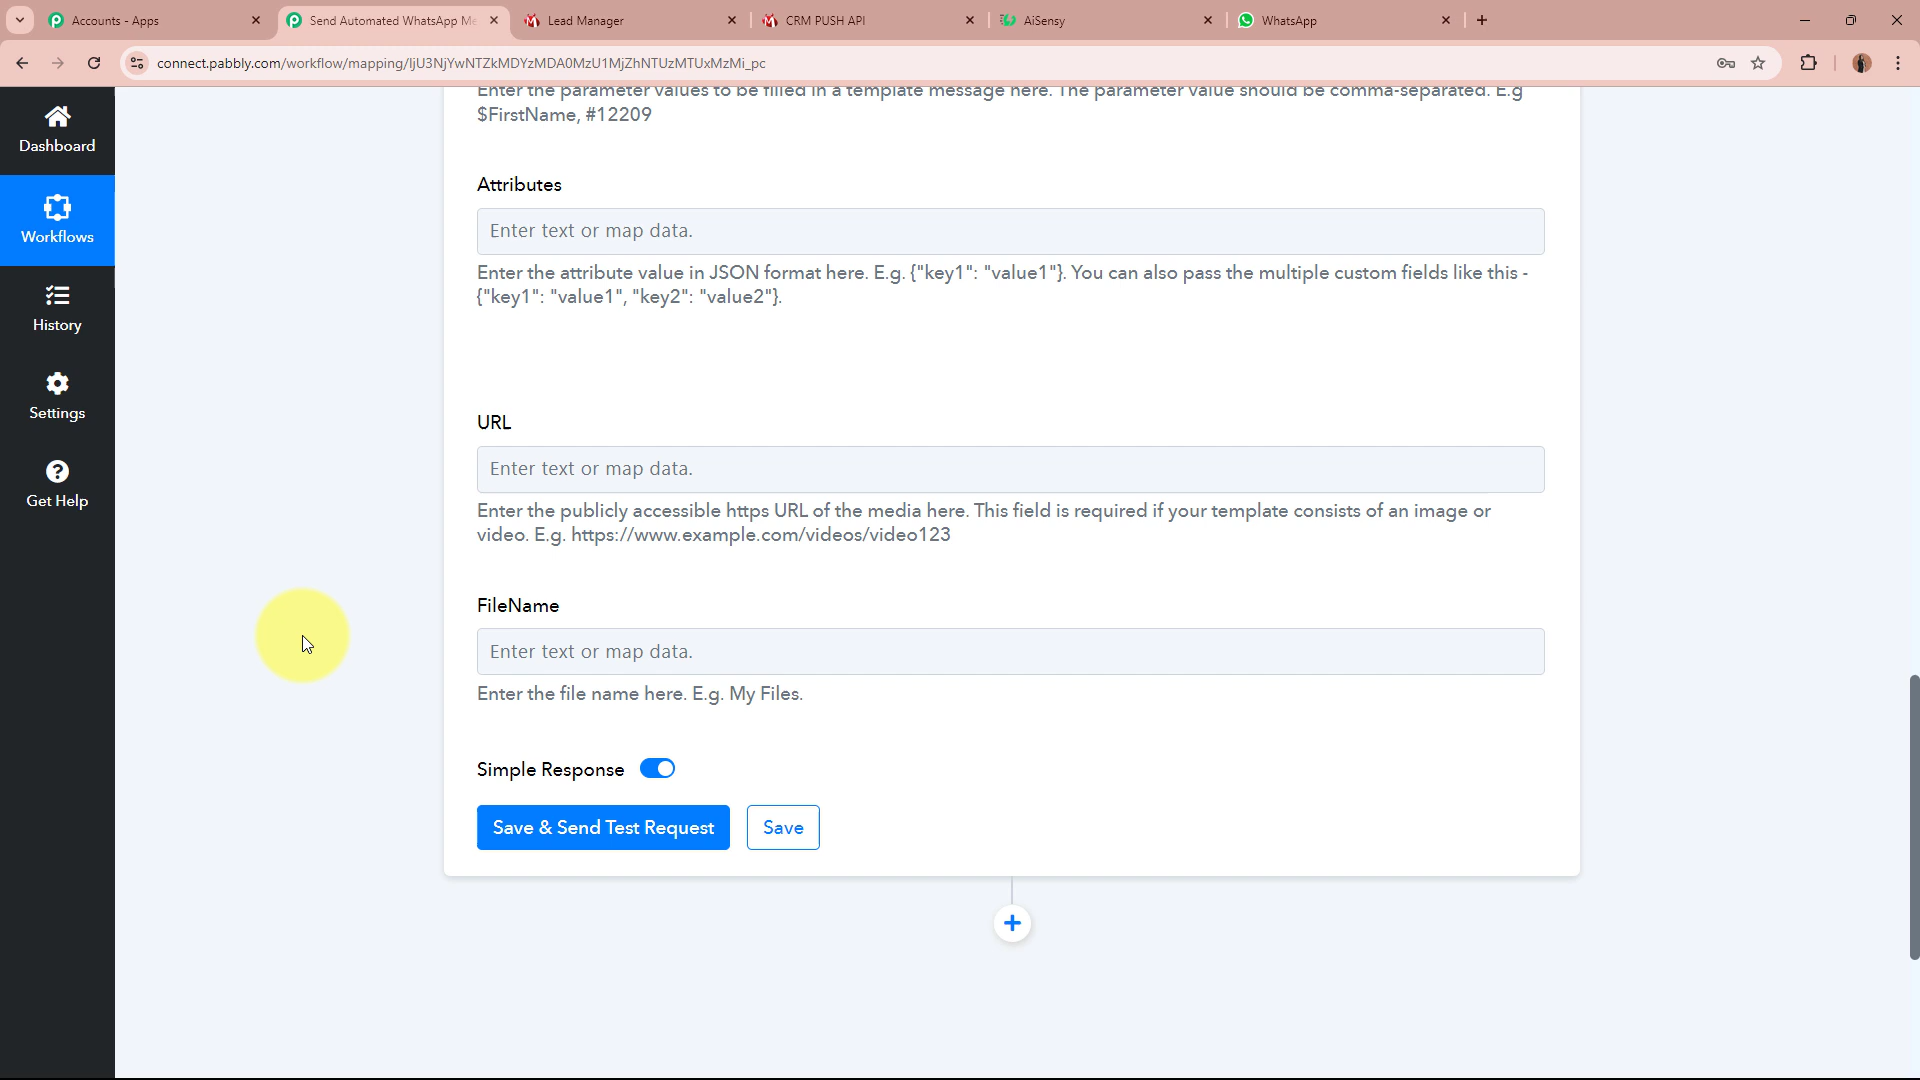 Accounts - Apps
Send Automated WhatsApp Me
Lead Manager
CRM PUSH API
AiSensy
WhatsApp
connect.pabbly.com/workflow/mapping/IjU3NjYwNTZkMDYzMDA0MzU1MjZhNTUzMTUxMzMi_pc
Dashboard
Workflows
History
Settings
Get Help
Enter the parameter values to be filled in a template message here. The parameter value should be comma-separated. E.g
$FirstName, #12209
Attributes
Enter text or map data.
Enter the attribute value in JSON format here. E.g. {"key1": "value1"}. You can also pass the multiple custom fields like this -
{"key1": "value1", "key2": "value2"}.
URL
Enter text or map data.
Enter the publicly accessible https URL of the media here. This field is required if your template consists of an image or
video. E.g. https://www.example.com/videos/video123
FileName
Enter text or map data.
Enter the file name here. E.g. My Files.
Simple Response
Save & Send Test Request
Save